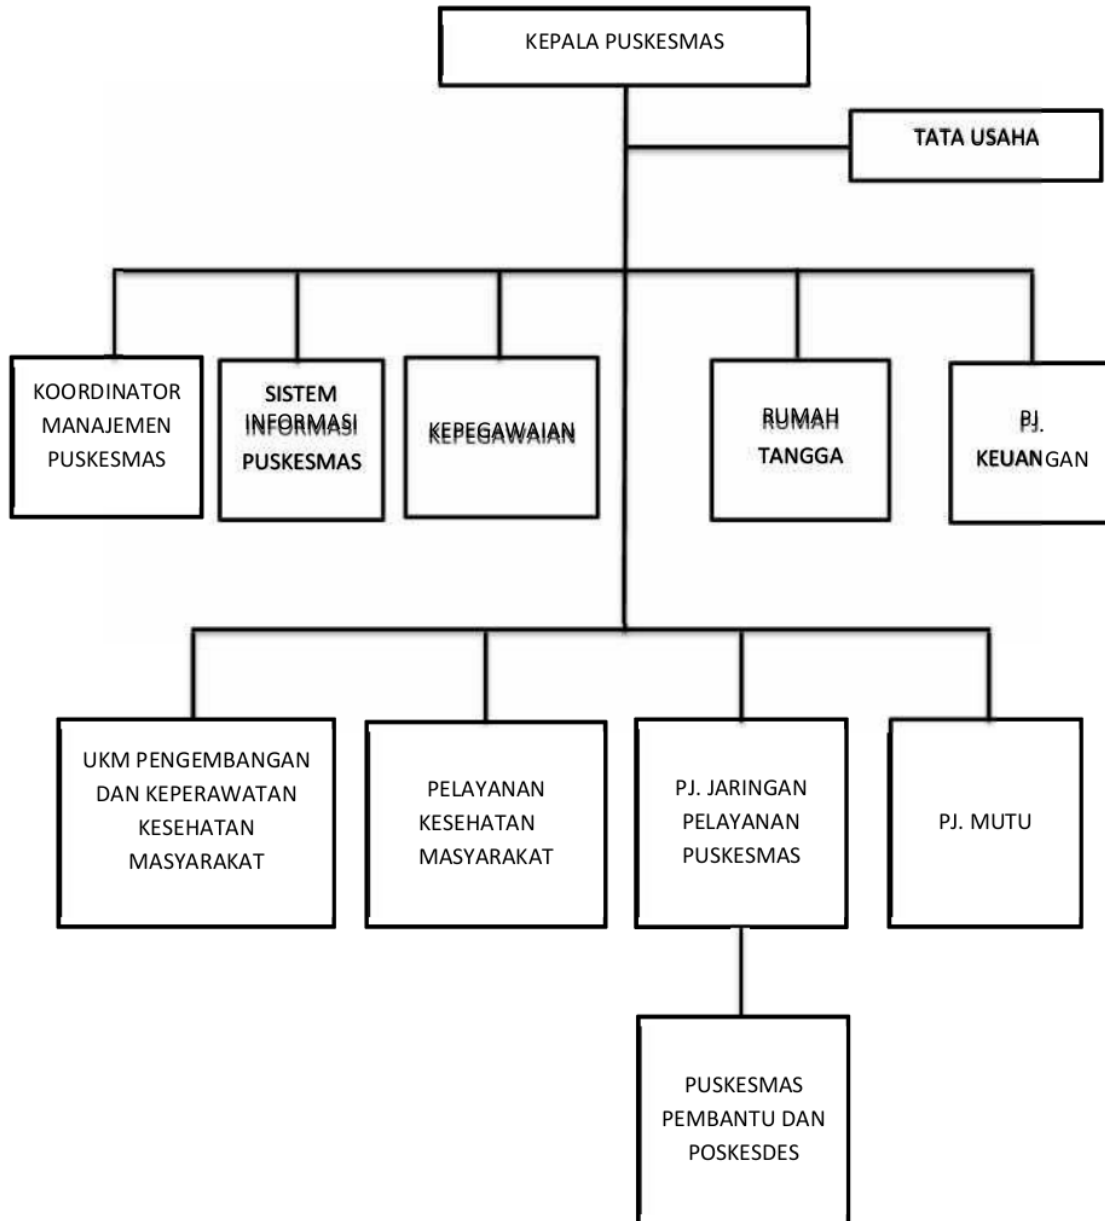 KEPALA PUSKESMAS
TATA USAHA
KOORDINATOR
MANAJEMEN
PUSKESMAS
SISTEM
INFORMASI
PUSKESMAS
KEPEGAWAIAN
RUMAH
TANGGA
PJ.
KEUANGAN
UKM PENGEMBANGAN
DAN KEPERAWATAN
KESEHATAN
MASYARAKAT
PELAYANAN
KESEHATAN
MASYARAKAT
PJ. JARINGAN
PELAYANAN
PUSKESMAS
PJ. MUTU
PUSKESMAS
PEMBANTU DAN
POSKESDES